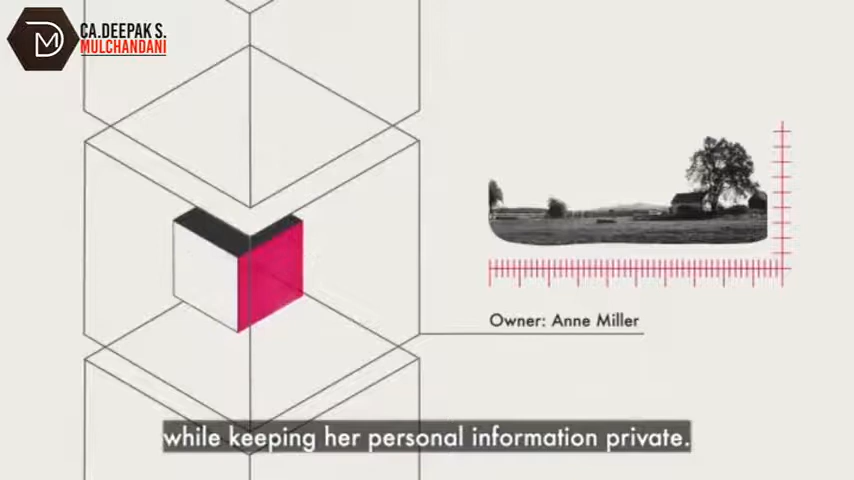 CA.DEEPAK S.
MULCHANDANI
Owner: Anne Miller
while keeping her personal information private.